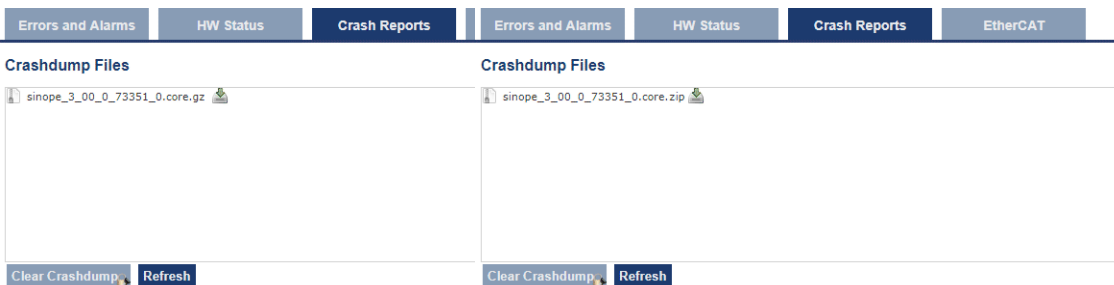 Errors and Alarms HW Status Crash Reports
Crashdump Files
sinope_3_00_0_73351_0.core.gz
Clear Crashdump Refresh
Errors and Alarms HW Status Crash Reports EtherCAT
Crashdump Files
sinope_3_00_0_73351_0.core.zip
Clear Crashdump Refresh